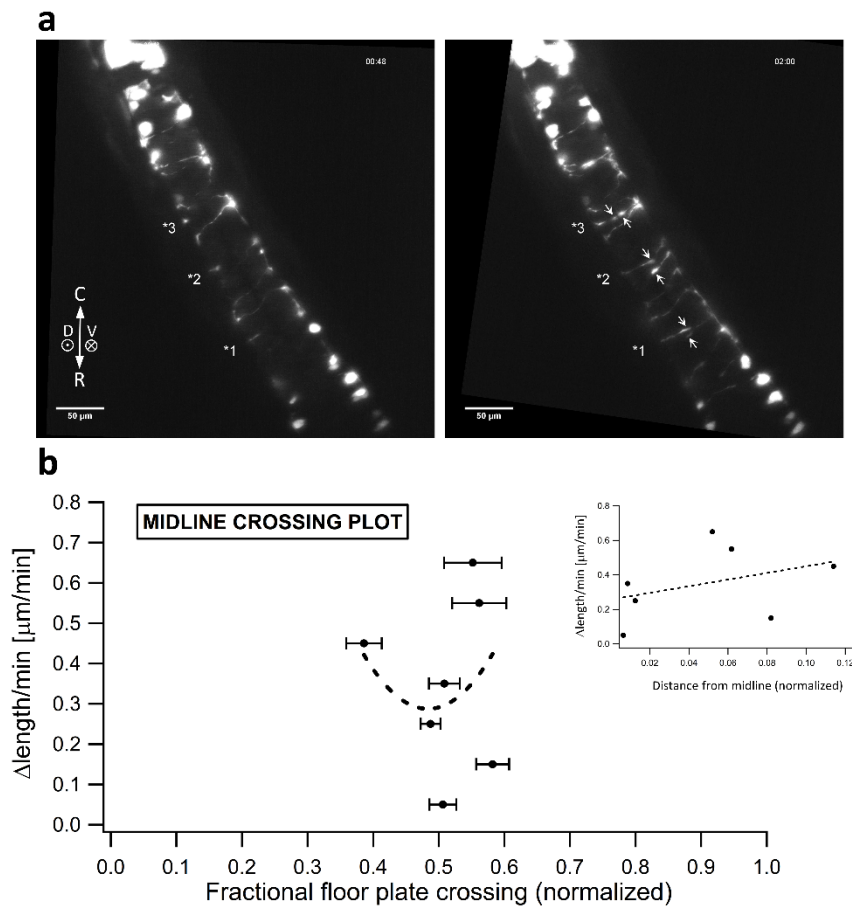 a
00:48
*3
*2
*1
C
D V
R
50 µm
02:00
*3
*2
*1
50 µm
b
MIDLINE CROSSING PLOT
Δlength/min [µm/min]
0.8
0.7
0.6
0.5
0.4
0.3
0.2
0.1
0.0
0.0 0.1 0.2 0.3 0.4 0.5 0.6 0.7 0.8 0.9 1.0
Fractional floor plate crossing (normalized)
Δlength/min [µm/min]
0.8
0.6
0.4
0.2
0.0
0.02 0.04 0.06 0.08 0.10 0.12
Distance from midline (normalized)